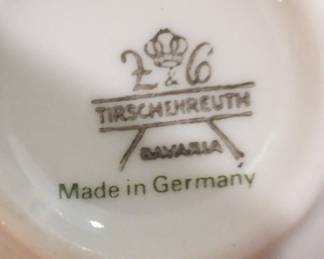 Z & C
TIRSCHENREUTH
BAVARIA
Made in Germany